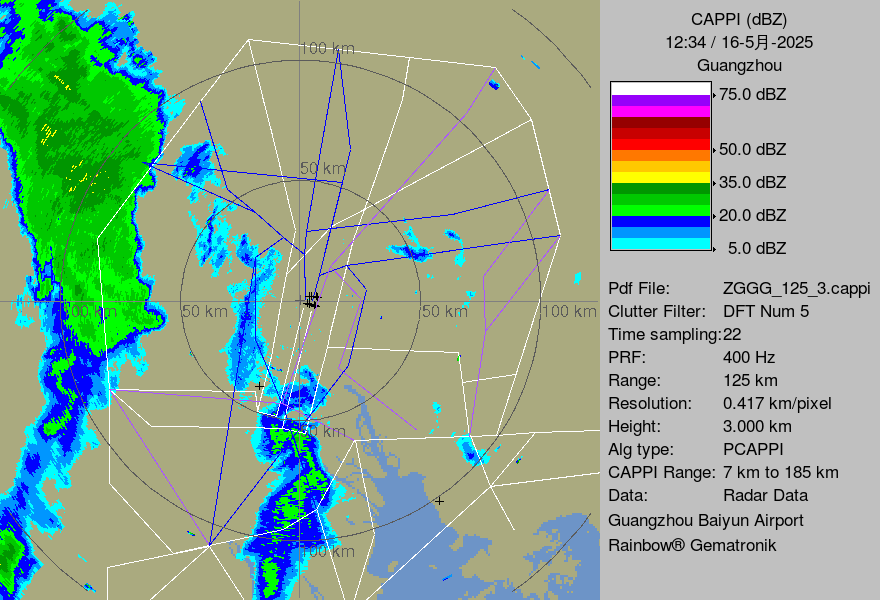 CAPPI (dBZ)
12:34 / 16-5月-2025
Guangzhou
75.0 dBZ
50.0 dBZ
35.0 dBZ
20.0 dBZ
5.0 dBZ
Pdf File: ZGGG_125_3.cappi
Clutter Filter: DFT Num 5
Time sampling:22
PRF: 400 Hz
Range: 125 km
Resolution: 0.417 km/pixel
Height: 3.000 km
Alg type: PCAPPI
CAPPI Range: 7 km to 185 km
Data: Radar Data
Guangzhou Baiyun Airport
Rainbow® Gematronik
100 km
50 km
100 km
50 km
50 km
100 km
50 km
100 km